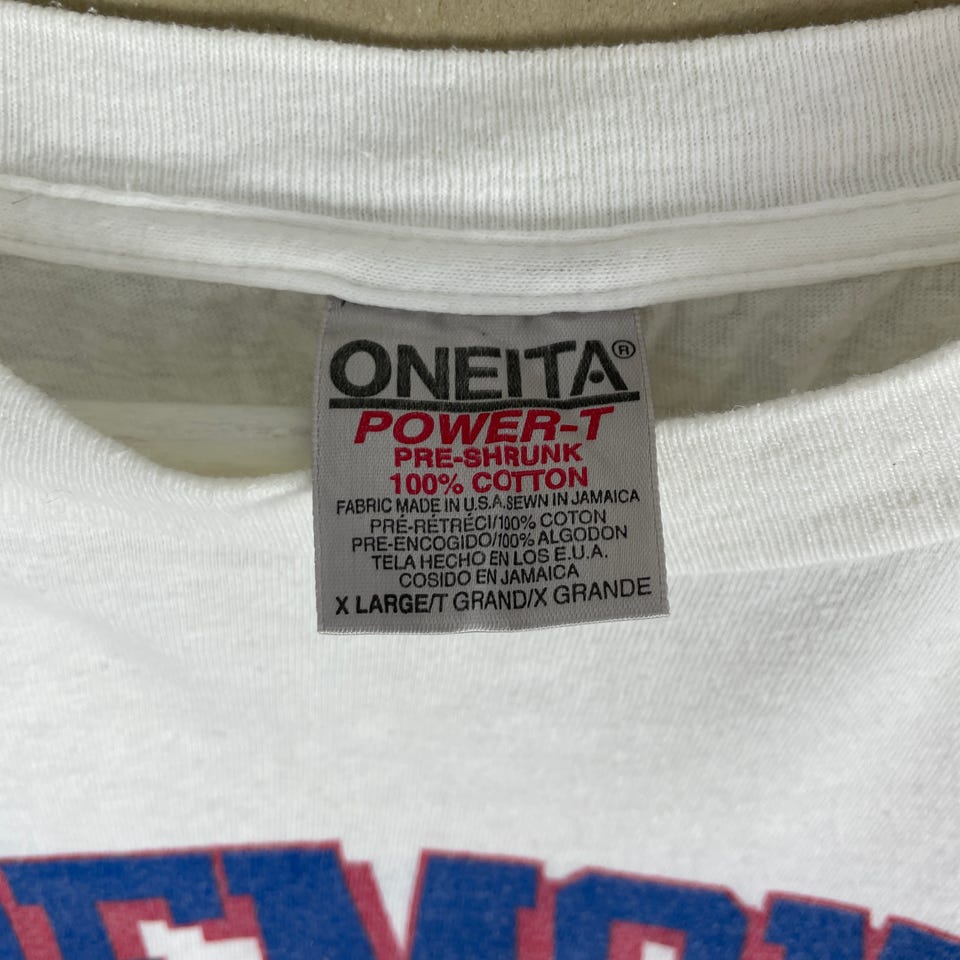 ONEITA®
POWER-T
PRE-SHRUNK
100% COTTON
FABRIC MADE IN U.S.A. SEWN IN JAMAICA
PRÉ-RÉTRÉCI/100% COTON
PRE-ENCOGIDO/100% ALGODON
TELA HECHO EN LOS E.U.A.
COSIDO EN JAMAICA
X LARGE/T GRAND/X GRANDE